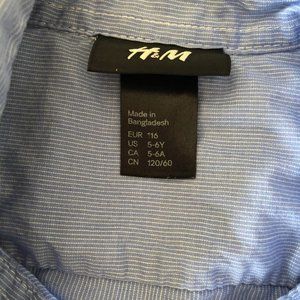 H&M
Made in
Bangladesh
EUR 116
US 5-6Y
CA 5-6A
CN 120/60